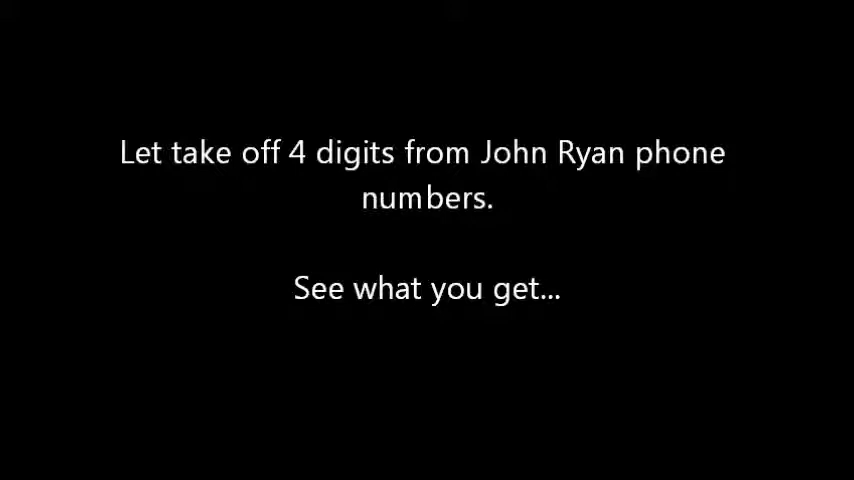 Let take off 4 digits from John Ryan phone
numbers.
See what you get...